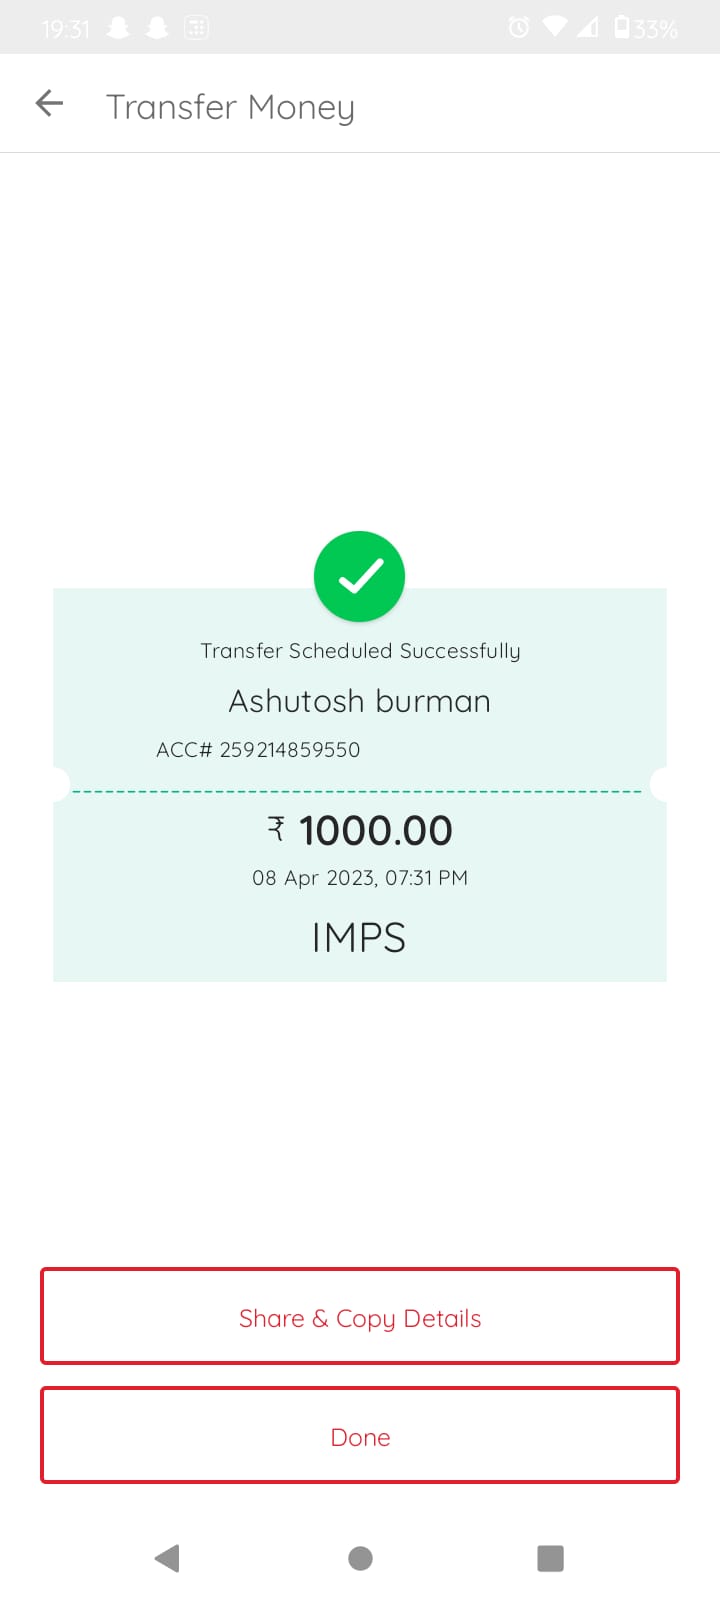 19:31
33%
Transfer Money
Transfer Scheduled Successfully
Ashutosh burman
ACC# 259214859550
₹ 1000.00
08 Apr 2023, 07:31 PM
IMPS
Share & Copy Details
Done